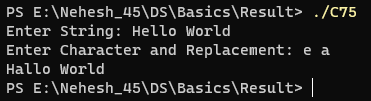 PS E:\Nehesh_45\DS\Basics\Result> ./C75
Enter String: Hello World
Enter Character and Replacement: e a
Hallo World
PS E:\Nehesh_45\DS\Basics\Result>